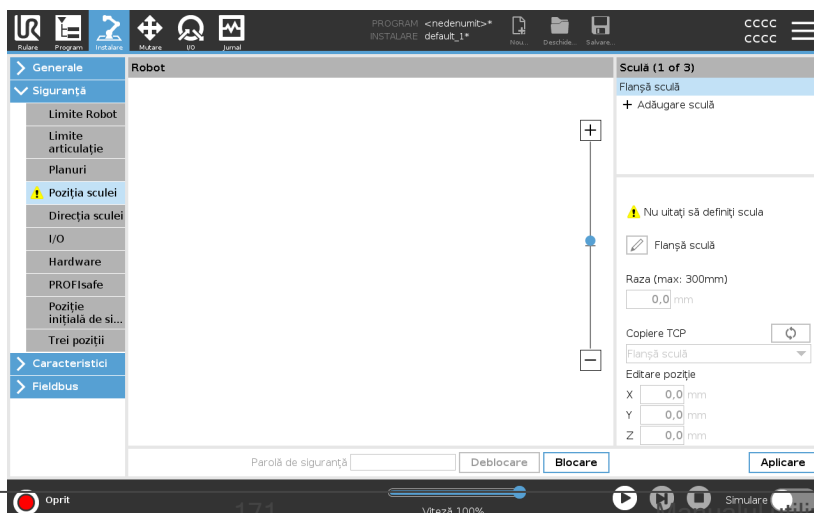 PROGRAM <nedenumit>*
INSTALARE default_1*
Rulare
Program
Instalare
Mutare
I/O
Jurnal
Nou...
Deschide...
Salvare...
cccc
cccc
Generale
Siguranță
Limite Robot
Limite
articulație
Planuri
Poziția sculei
Direcția sculei
I/O
Hardware
PROFIsafe
Poziție
inițială de si...
Trei poziții
Caracteristici
Fieldbus
Robot
Sculă (1 of 3)
Flanșă sculă
+ Adăugare sculă
Nu uitați să definiți scula
Flanșă sculă
Raza (max: 300mm)
0,0 mm
Copiere TCP
Flanșă sculă
Editare poziție
X 0,0 mm
Y 0,0 mm
Z 0,0 mm
Parolă de siguranță
Deblocare
Blocare
Aplicare
Oprit
171
Viteză 100%
Simulare
Manualul